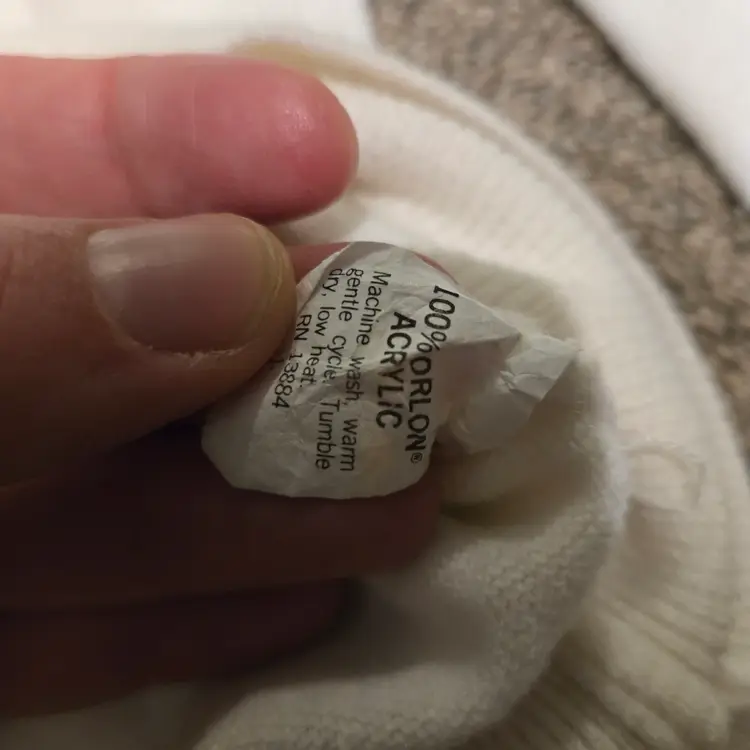 100% ORLON®
ACRYLIC
Machine wash, warm
gentle cycle. Tumble
dry, low heat.
RN 13884